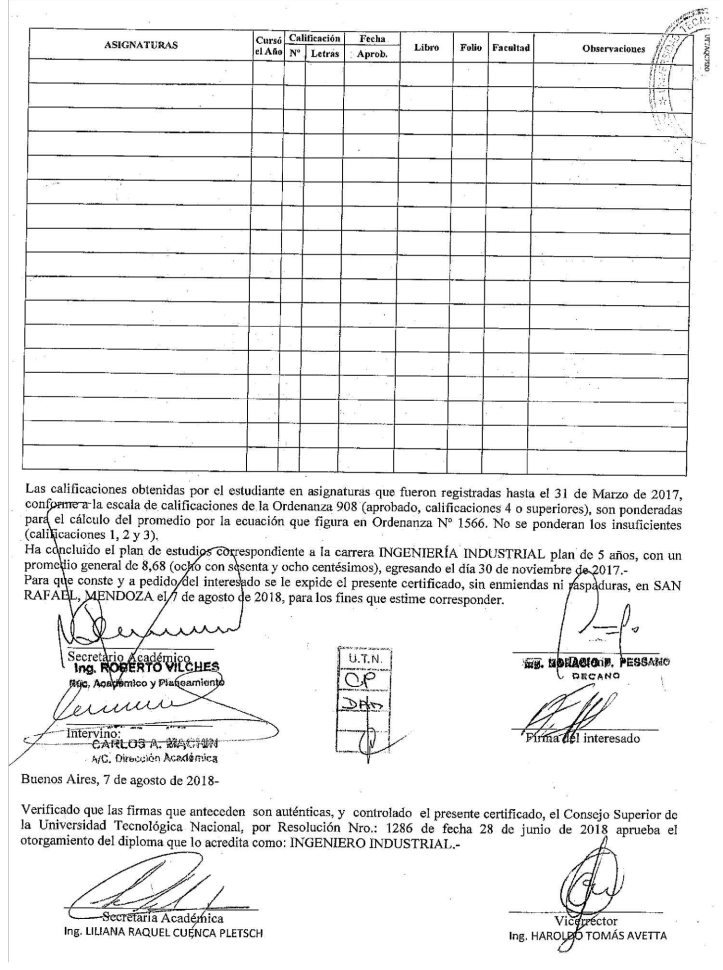 ASIGNATURAS Cursó el Año Calificación Nº Letras Fecha Aprob. Libro Folio Facultad Observaciones
Las calificaciones obtenidas por el estudiante en asignaturas que fueron registradas hasta el 31 de Marzo de 2017,
conforme a la escala de calificaciones de la Ordenanza 908 (aprobado, calificaciones 4 o superiores), son ponderadas
para el cálculo del promedio por la ecuación que figura en Ordenanza Nº 1566. No se ponderan los insuficientes
(calificaciones 1, 2 y 3).
Ha concluido el plan de estudios correspondiente a la carrera INGENIERÍA INDUSTRIAL plan de 5 años, con un
promedio general de 8,68 (ocho con sesenta y ocho centésimos), egresando el día 30 de noviembre de 2017.-
Para que conste y a pedido del interesado se le expide el presente certificado, sin enmiendas ni raspaduras, en SAN
RAFAEL, MENDOZA el 7 de agosto de 2018, para los fines que estime corresponder.
Secretario Académico
Ing. ROBERTO VILCHES
Académico y Planeamiento
U.T.N.
CP
Ing. HORACIO P. PESSANO
DECANO
Intervino:
CARLOS A. MACHIN
A/C. Dirección Académica
Firma del interesado
Buenos Aires, 7 de agosto de 2018-
Verificado que las firmas que anteceden son auténticas, y controlado el presente certificado, el Consejo Superior de
la Universidad Tecnológica Nacional, por Resolución Nro.: 1286 de fecha 28 de junio de 2018 aprueba el
otorgamiento del diploma que lo acredita como: INGENIERO INDUSTRIAL.-
Secretaria Académica
Ing. LILIANA RAQUEL CUENCA PLETSCH
Vicerrector
Ing. HAROLDO TOMÁS AVETTA